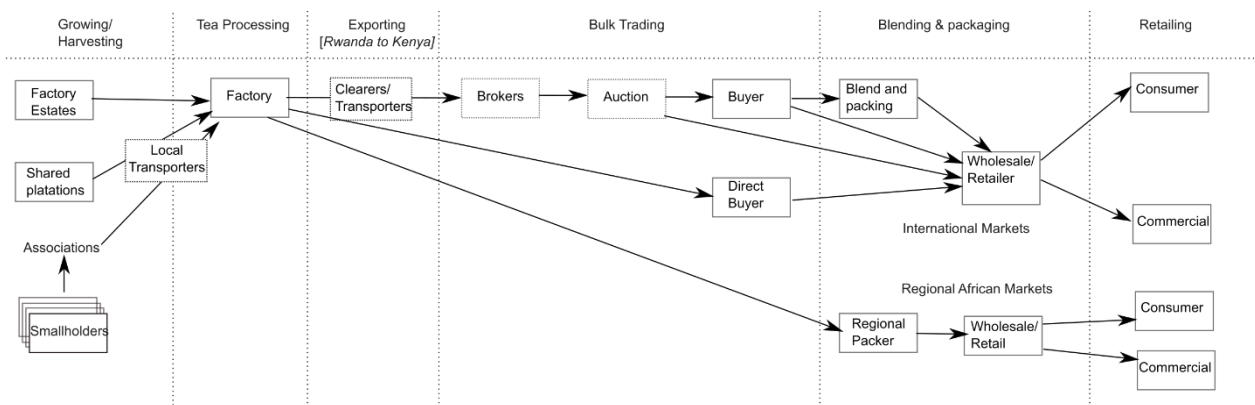 Growing/
Harvesting
Tea Processing
Exporting
[Rwanda to Kenya]
Bulk Trading
Blending & packaging
Retailing
Factory
Estates
Factory
Clearers/
Transporters
Brokers
Auction
Buyer
Blend and
packing
Consumer
Local
Transporters
Shared
platations
Direct
Buyer
Wholesale/
Retailer
Commercial
International Markets
Associations
Smallholders
Regional African Markets
Regional
Packer
Wholesale/
Retail
Consumer
Commercial